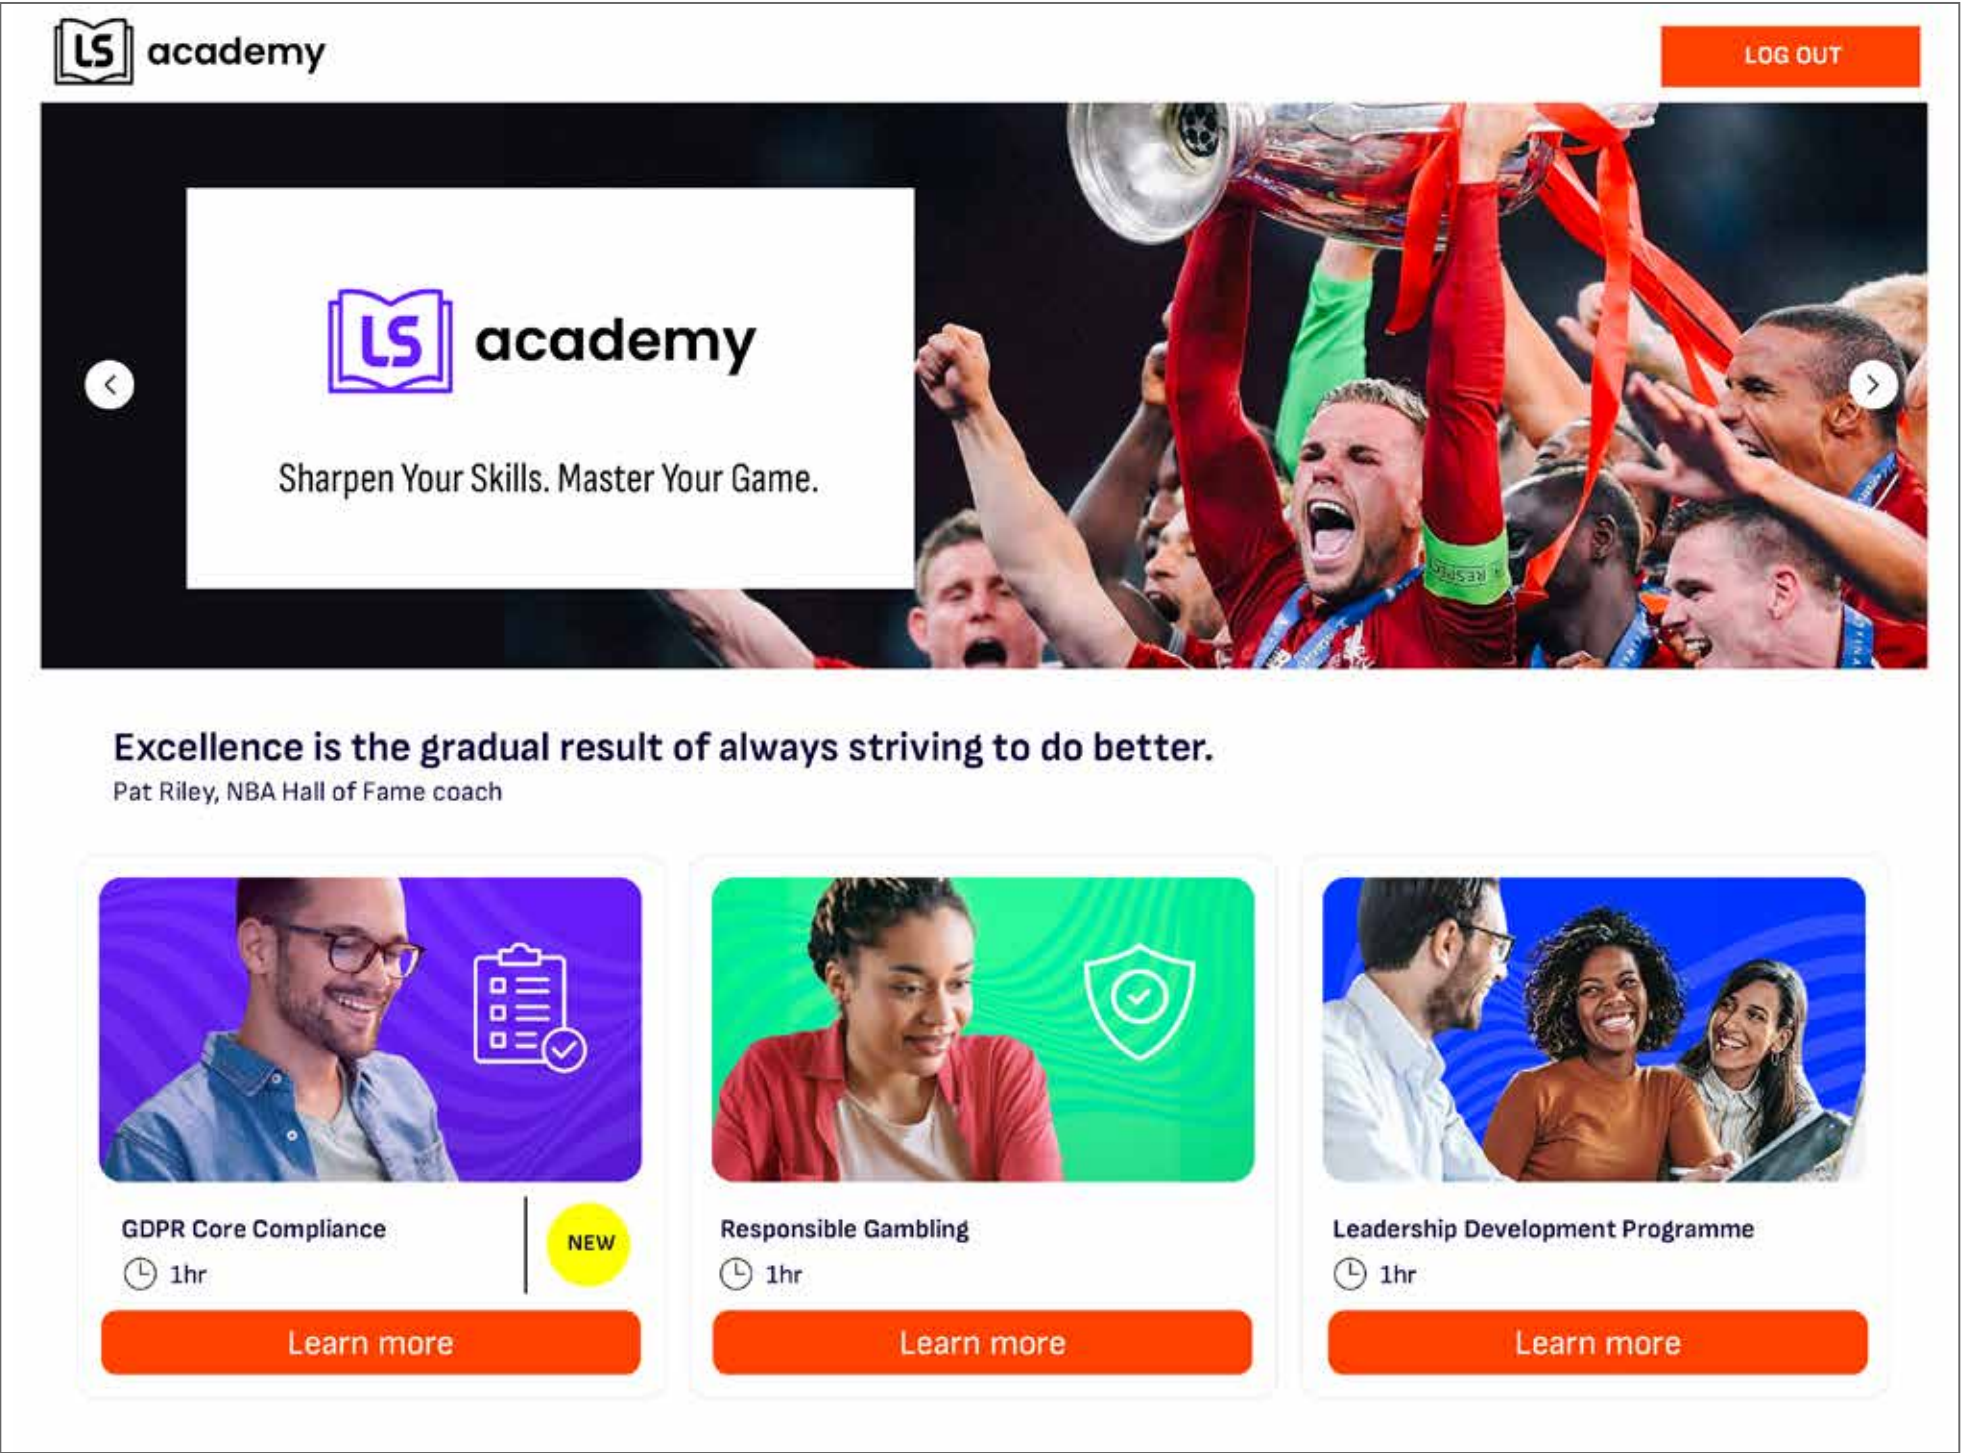 LS academy
LOG OUT
LS academy
Sharpen Your Skills. Master Your Game.
RESPECT
Excellence is the gradual result of always striving to do better.
Pat Riley, NBA Hall of Fame coach
GDPR Core Compliance
1hr
NEW
Responsible Gambling
1hr
Leadership Development Programme
1hr
Learn more
Learn more
Learn more